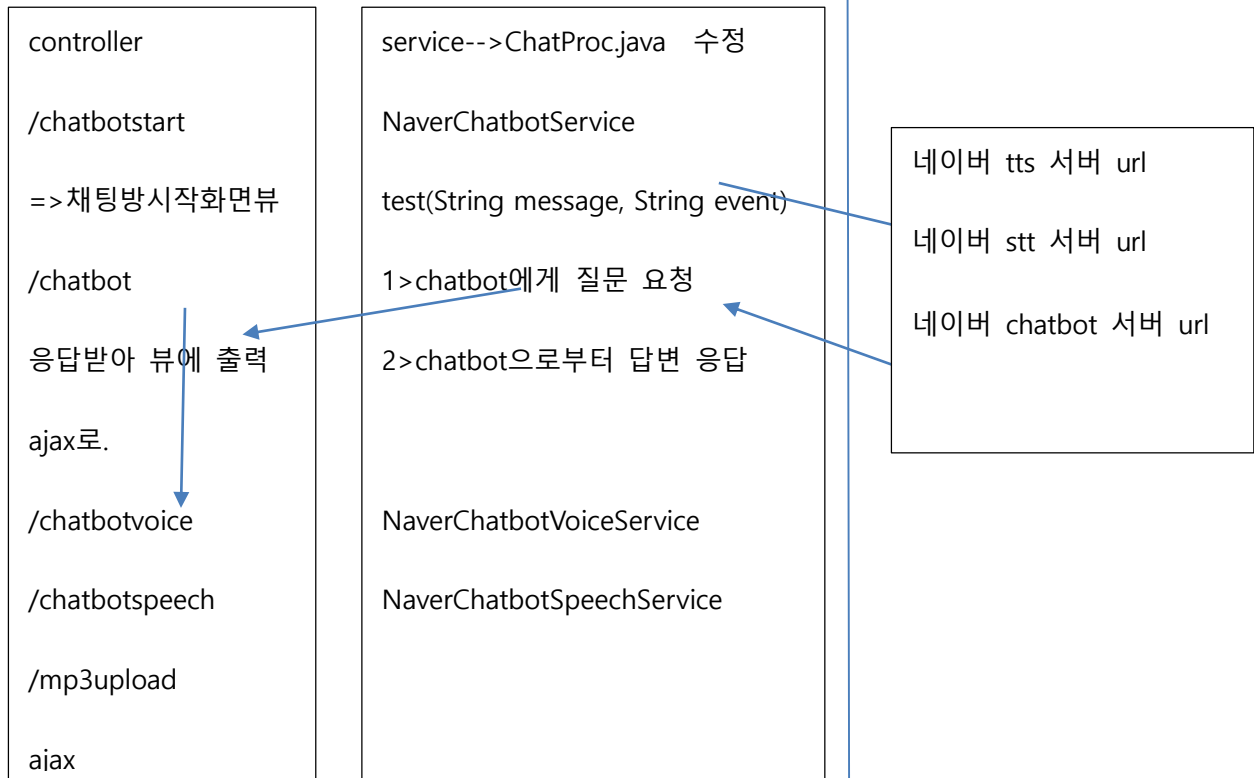 controller
/chatbotstart
=>채팅방시작화면뷰
/chatbot
응답받아 뷰에 출력
ajax로.
/chatbotvoice
/chatbotspeech
/mp3upload
ajax
service-->ChatProc.java 수정
NaverChatbotService
test(String message, String event)
1>chatbot에게 질문 요청
2>chatbot으로부터 답변 응답
NaverChatbotVoiceService
NaverChatbotSpeechService
네이버 tts 서버 url
네이버 stt 서버 url
네이버 chatbot 서버 url